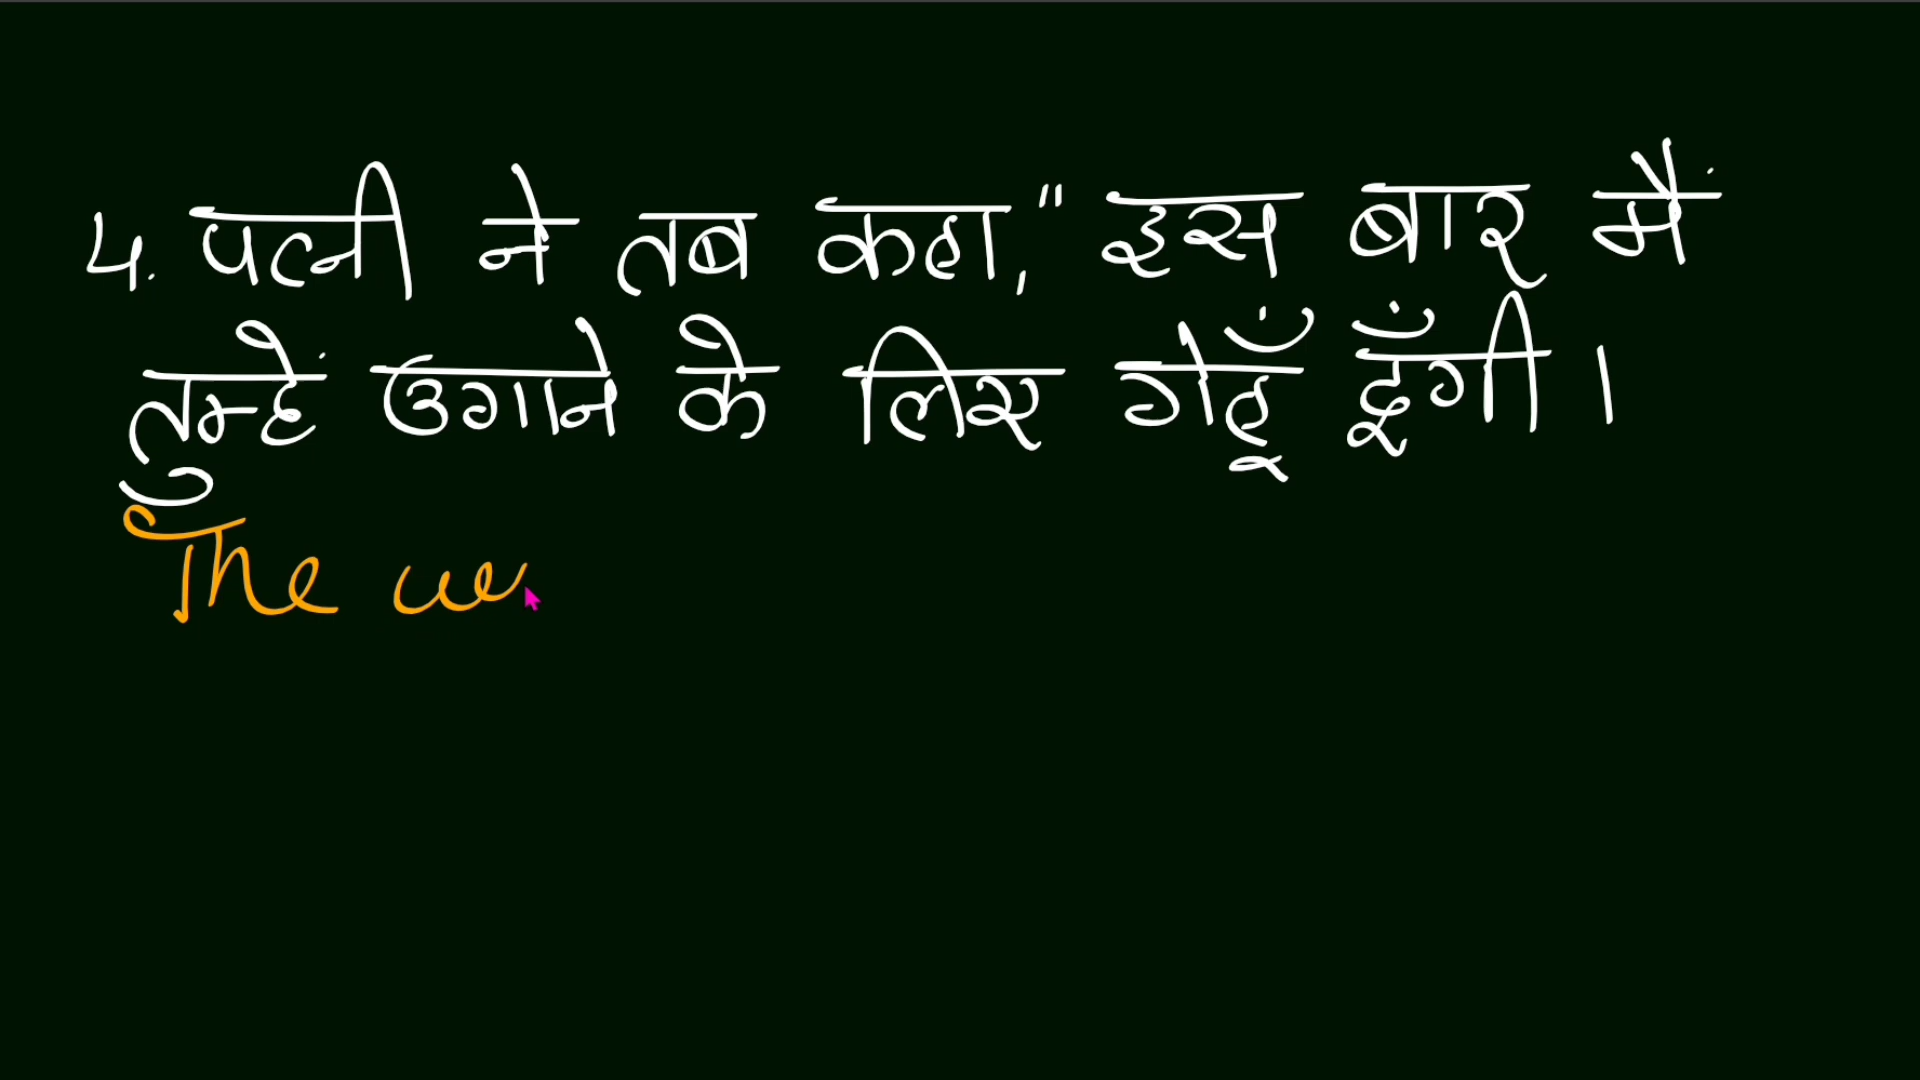 4. पत्नी ने तब कहा, " इस बार मैं
तुम्हें उगाने के लिए गेहूँ दूँगी ।
The